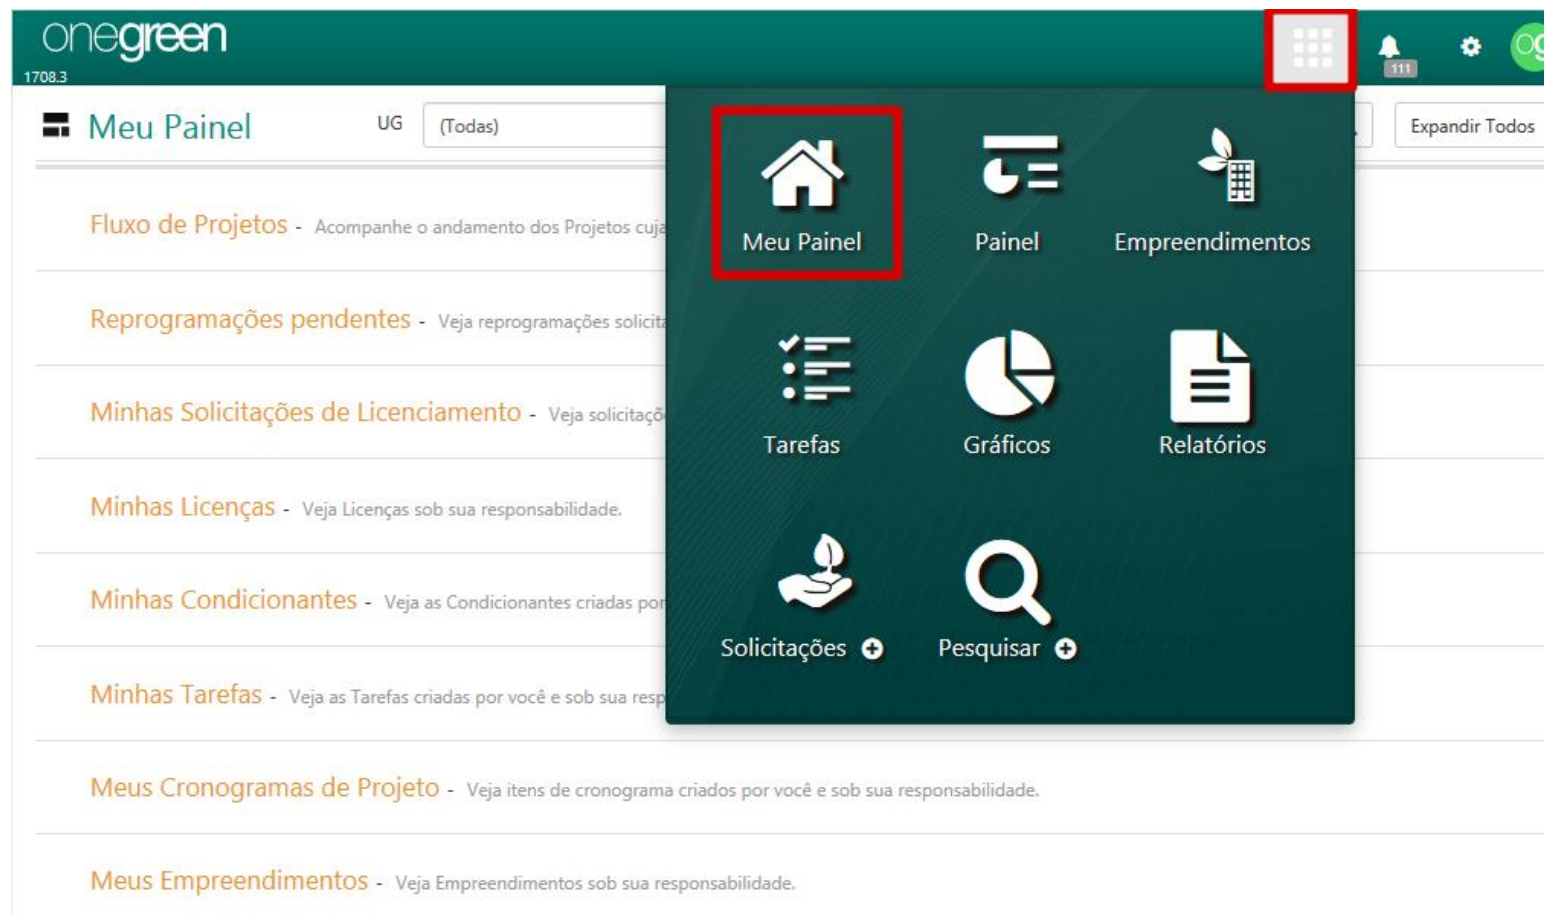 onegreen
1708.3
111
og
Meu Painel
UG
(Todas)
Expandir Todos
Meu Painel
Painel
Empreendimentos
Fluxo de Projetos - Acompanhe o andamento dos Projetos cuja
Reprogramações pendentes - Veja reprogramações solicita
Minhas Solicitações de Licenciamento - Veja solicitaçõ
Tarefas
Gráficos
Relatórios
Minhas Licenças - Veja Licenças sob sua responsabilidade.
Minhas Condicionantes - Veja as Condicionantes criadas por
Solicitações
Pesquisar
Minhas Tarefas - Veja as Tarefas criadas por você e sob sua resp
Meus Cronogramas de Projeto - Veja itens de cronograma criados por você e sob sua responsabilidade.
Meus Empreendimentos - Veja Empreendimentos sob sua responsabilidade.